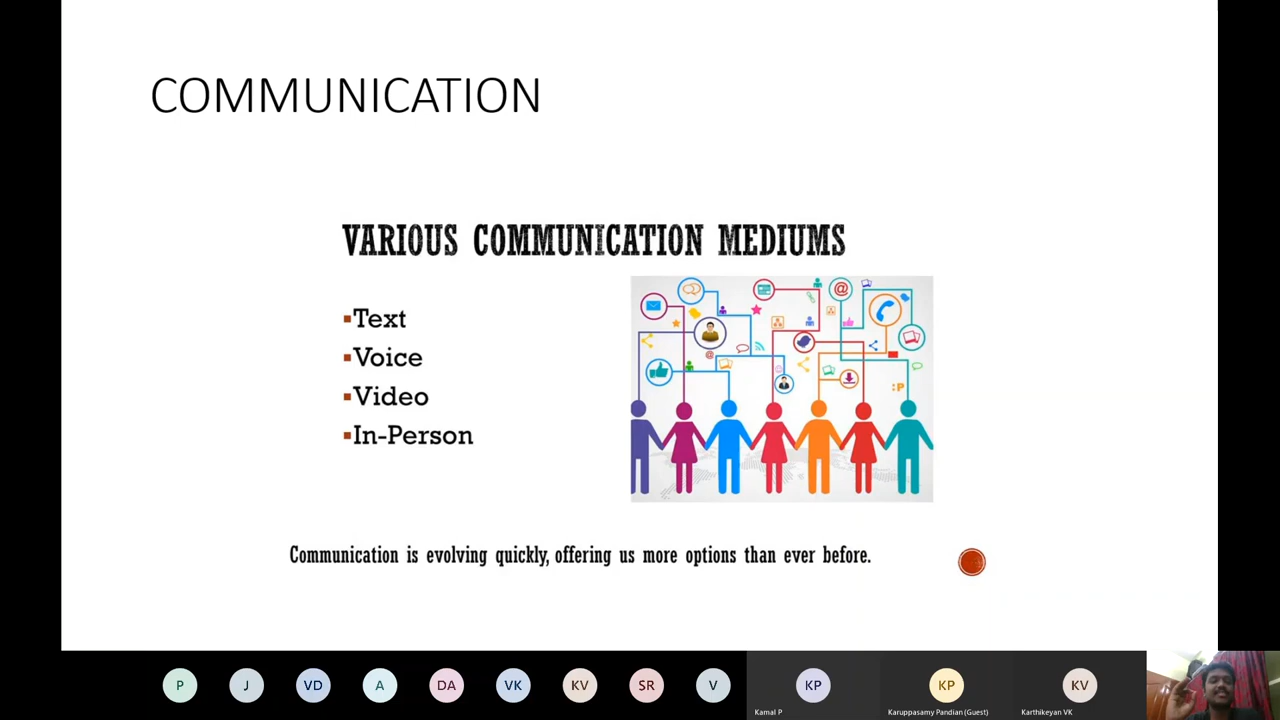 COMMUNICATION
VARIOUS COMMUNICATION MEDIUMS
▪Text
▪Voice
▪Video
▪In-Person
@
@
:P
Communication is evolving quickly, offering us more options than ever before.
P J VD A DA VK KV SR V KP KP KV
Kamal P Karuppasamy Pandian (Guest) Karthikeyan VK